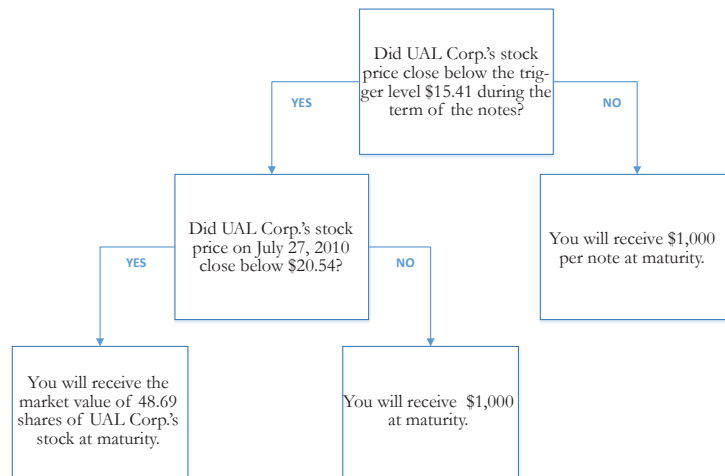 Did UAL Corp.'s stock
price close below the trig-
ger level $15.41 during the
term of the notes?
YES
NO
Did UAL Corp.'s stock
price on July 27, 2010
close below $20.54?
You will receive $1,000
per note at maturity.
YES
NO
You will receive the
market value of 48.69
shares of UAL Corp.'s
stock at maturity.
You will receive $1,000
at maturity.